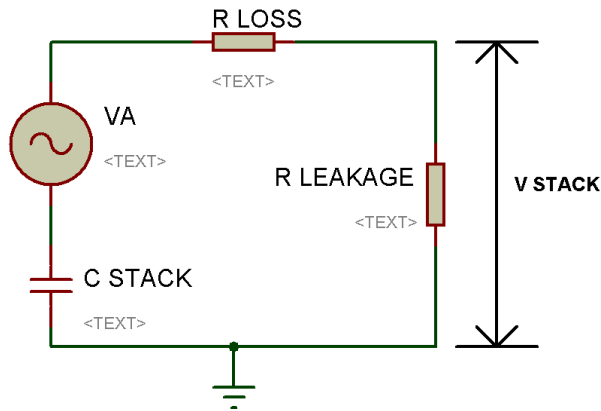 R LOSS
<TEXT>
VA
<TEXT>
R LEAKAGE
<TEXT>
V STACK
C STACK
<TEXT>